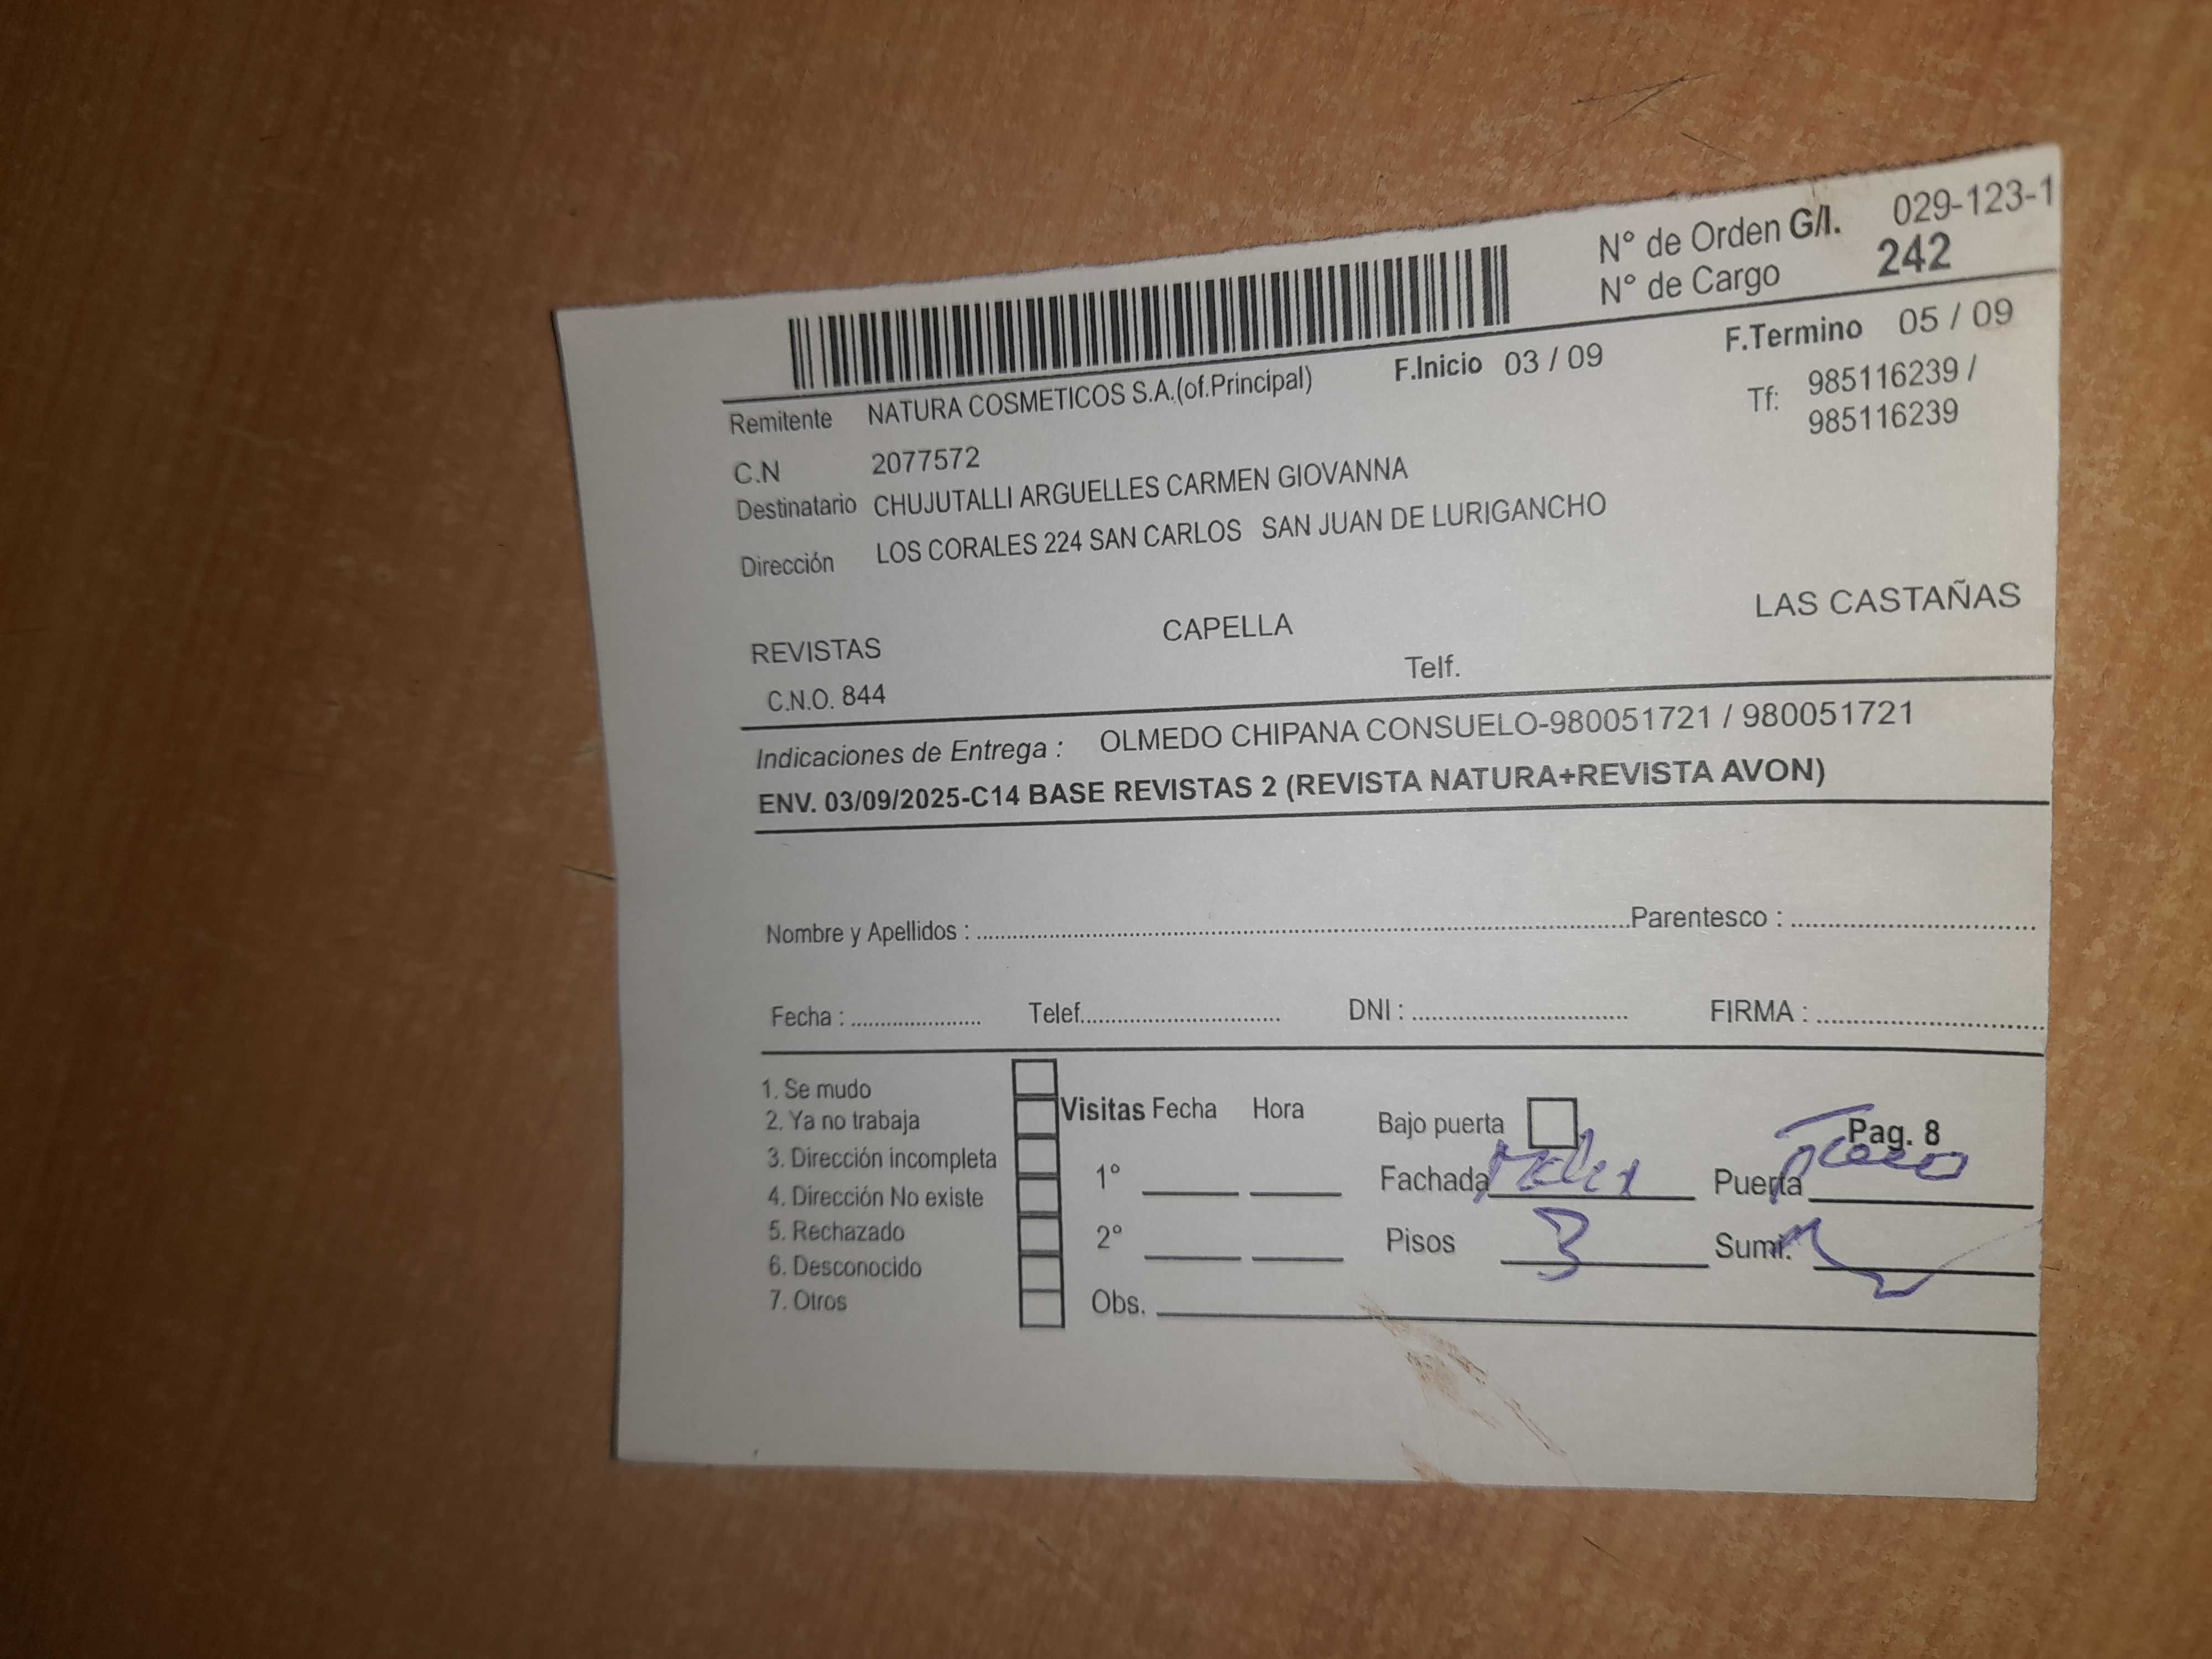 N° de Orden G/I. 029-123-1
N° de Cargo 242
F.Inicio 03 / 09 F.Termino 05 / 09
Remitente NATURA COSMETICOS S.A.(of.Principal) Tf: 985116239 /
985116239
C.N 2077572
Destinatario CHUJUTALLI ARGUELLES CARMEN GIOVANNA
Dirección LOS CORALES 224 SAN CARLOS SAN JUAN DE LURIGANCHO
REVISTAS CAPELLA LAS CASTAÑAS
C.N.O. 844 Telf.
Indicaciones de Entrega : OLMEDO CHIPANA CONSUELO-980051721 / 980051721
ENV. 03/09/2025-C14 BASE REVISTAS 2 (REVISTA NATURA+REVISTA AVON)
Nombre y Apellidos : Parentesco :
Fecha : Telef. DNI : FIRMA :
1. Se mudo
2. Ya no trabaja
3. Dirección incompleta
4. Dirección No existe
5. Rechazado
6. Desconocido
7. Otros
Visitas Fecha Hora
1°
2°
Obs.
Bajo puerta Pag. 8
Fachada Puerta
Pisos 3 Sumi.